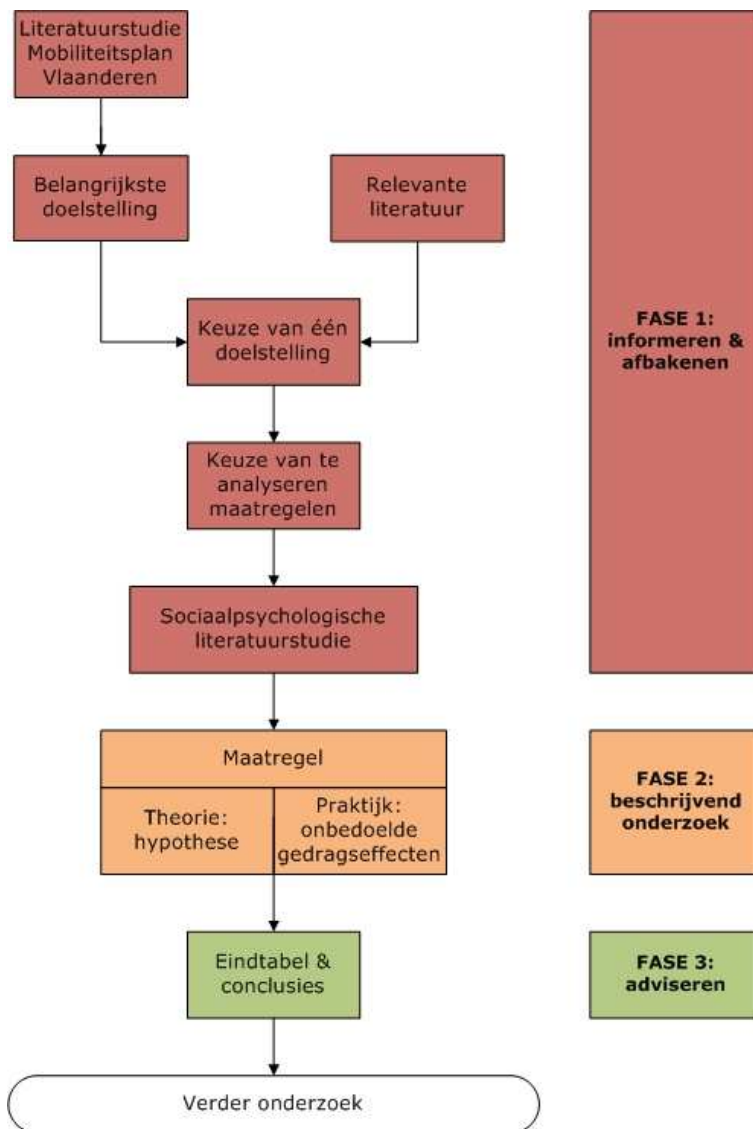 Literatuurstudie
Mobiliteitsplan
Vlaanderen
Belangrijkste
doelstelling
Relevante
literatuur
Keuze van één
doelstelling
Keuze van te
analyseren
maatregelen
Sociaalpsychologische
literatuurstudie
FASE 1:
informeren &
afbakenen
Maatregel
Theorie:
hypothese
Praktijk:
onbedoelde
gedragseffecten
FASE 2:
beschrijvend
onderzoek
Eindtabel &
conclusies
FASE 3:
adviseren
Verder onderzoek